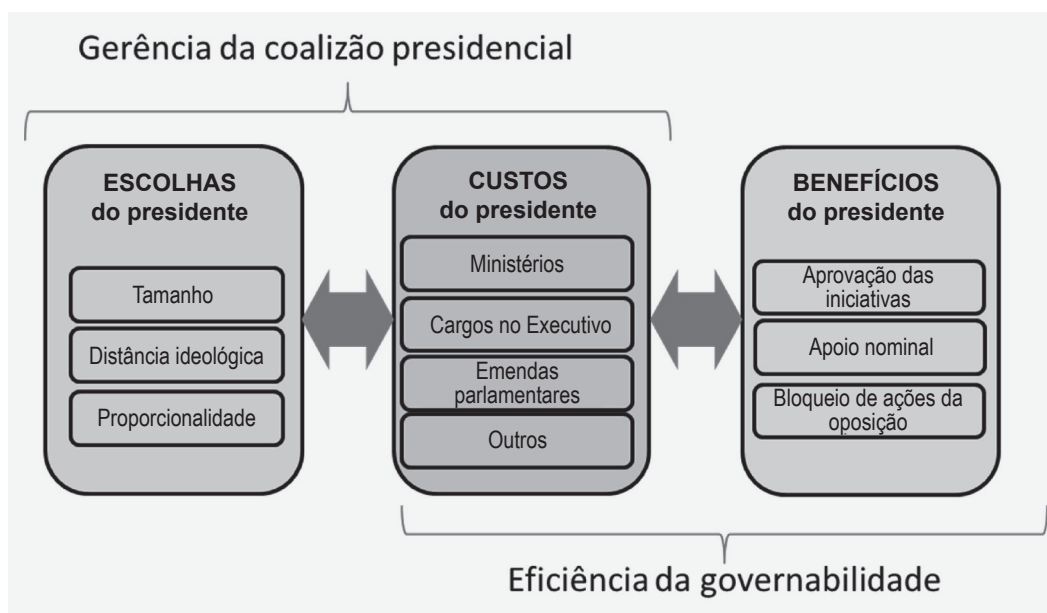 Gerência da coalizão presidencial
ESCOLHAS
do presidente
Tamanho
Distância ideológica
Proporcionalidade
CUSTOS
do presidente
Ministérios
Cargos no Executivo
Emendas
parlamentares
Outros
BENEFÍCIOS
do presidente
Aprovação das
iniciativas
Apoio nominal
Bloqueio de ações da
oposição
Eficiência da governabilidade